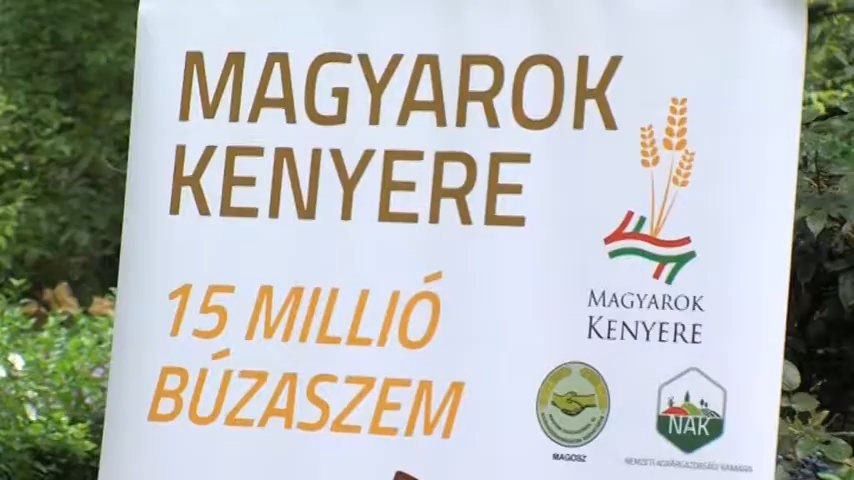 MAGYAROK
KENYERE
15 MILLIÓ
BÚZASZEM
MAGYAROK
KENYERE
MAGOSZ
NAK
NEMZETI AGRÁRGAZDASÁGI KAMARA